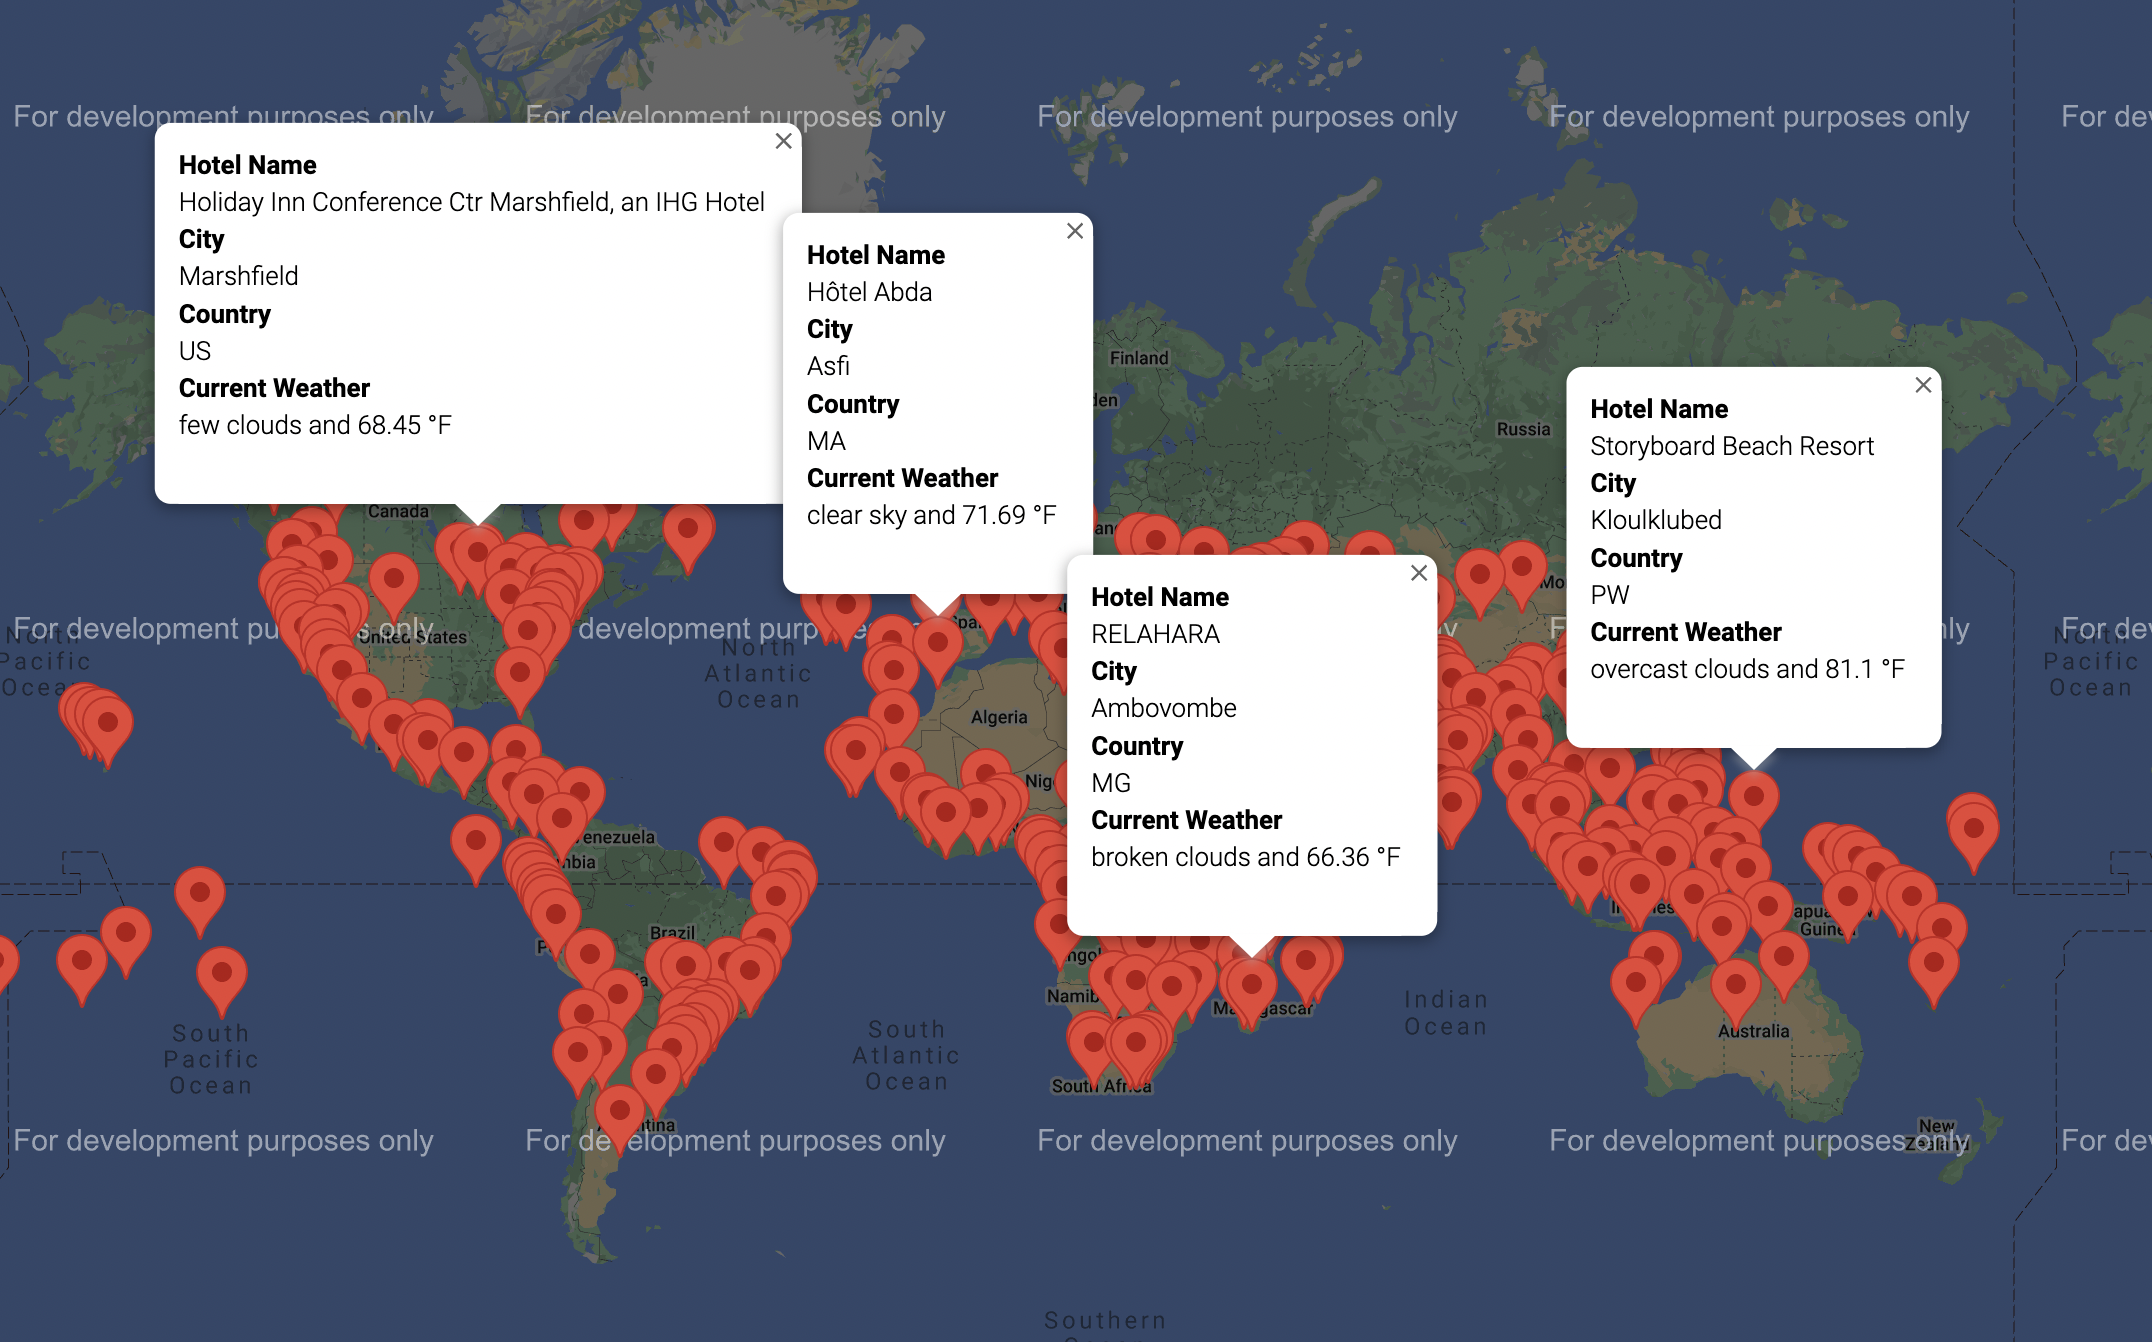 For development purposes only
For development purposes only
For development purposes only
For development purposes only
For dev
Hotel Name
Holiday Inn Conference Ctr Marshfield, an IHG Hotel
City
Marshfield
Country
US
Current Weather
few clouds and 68.45 °F
Hotel Name
Hôtel Abda
City
Asfi
Country
MA
Current Weather
clear sky and 71.69 °F
Hotel Name
RELAHARA
City
Ambovombe
Country
MG
Current Weather
broken clouds and 66.36 °F
Hotel Name
Storyboard Beach Resort
City
Kloulklubed
Country
PW
Current Weather
overcast clouds and 81.1 °F
Finland
Russia
Canada
United States
North
Pacific
Ocean
North
Atlantic
Ocean
North
Pacific
Ocean
For development pu
only
development purp
For dev
Algeria
Venezuela
Brazil
Namib
Madagascar
South Africa
Indian
Ocean
South
Pacific
Ocean
South
Atlantic
Ocean
Papua
Guinea
Australia
New
Zealand
Argentina
For development purposes only
For development purposes only
For development purposes only
For development purposes only
For dev
Southern